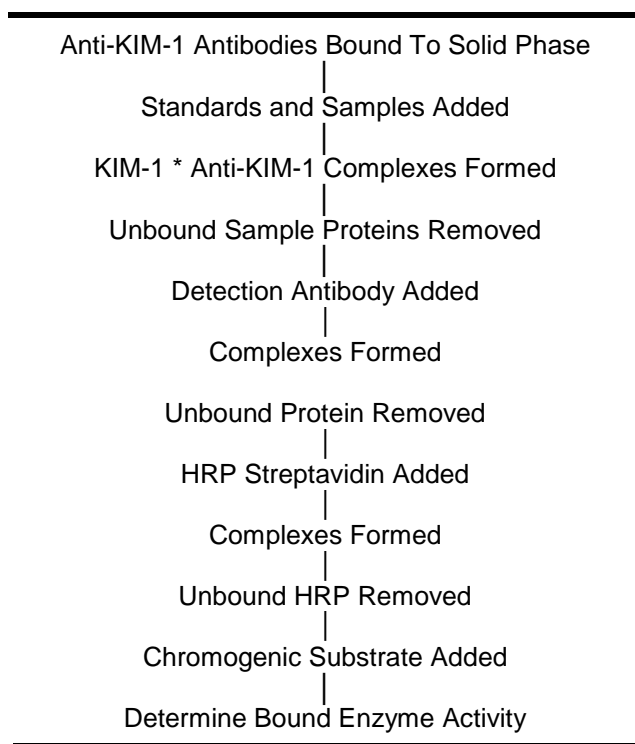 Anti-KIM-1 Antibodies Bound To Solid Phase
Standards and Samples Added
KIM-1 * Anti-KIM-1 Complexes Formed
Unbound Sample Proteins Removed
Detection Antibody Added
Complexes Formed
Unbound Protein Removed
HRP Streptavidin Added
Complexes Formed
Unbound HRP Removed
Chromogenic Substrate Added
Determine Bound Enzyme Activity